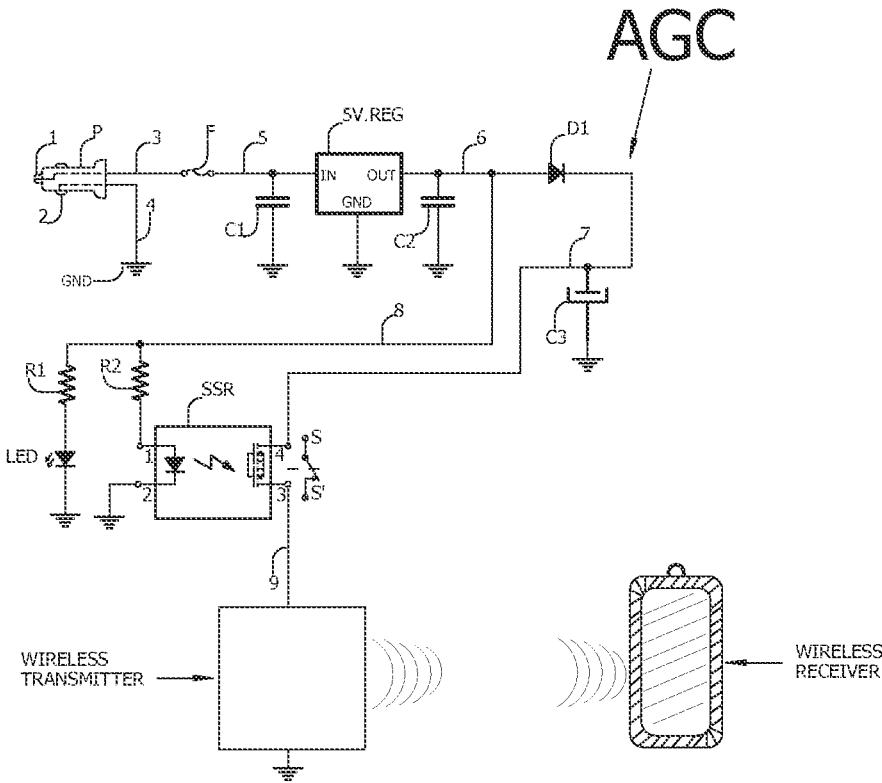 AGC
5V.REG
D1
1
P
3
F
5
6
IN
OUT
GND
2
4
C1
C2
7
GND
C3
8
R1
R2
SSR
S
LED
1
4
2
3
S'
9
WIRELESS
TRANSMITTER
WIRELESS
RECEIVER